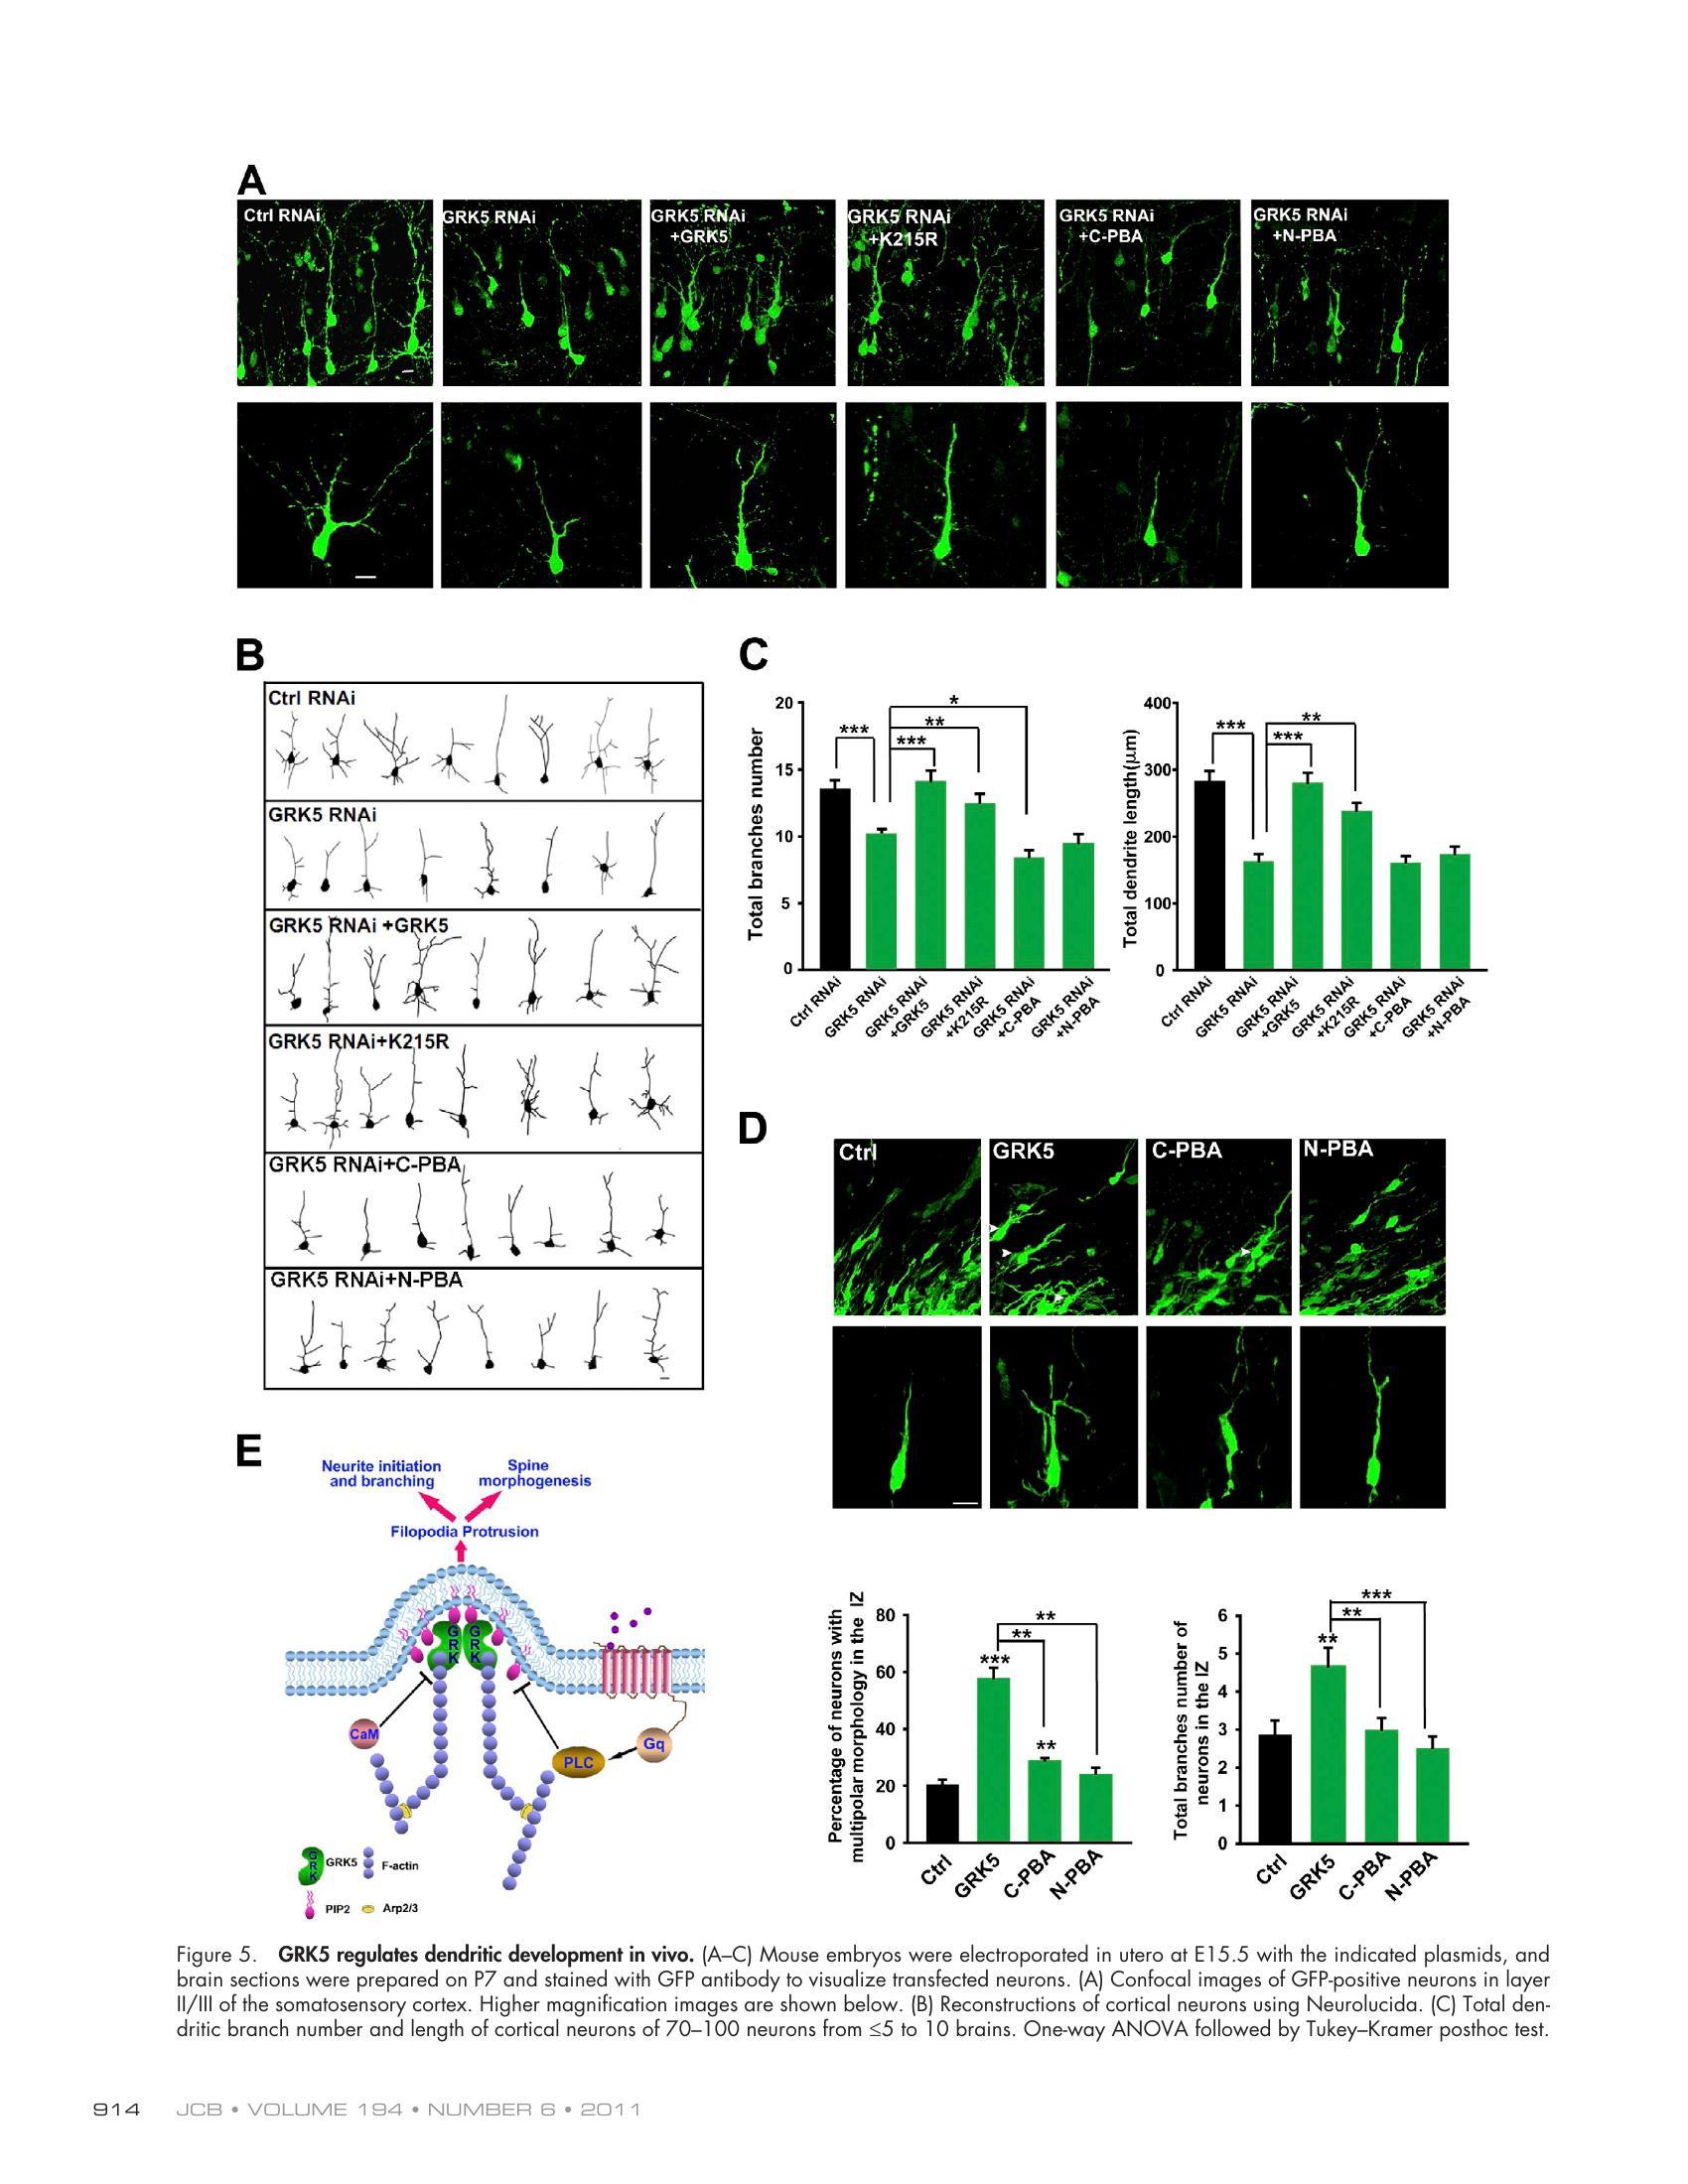 A
Ctrl RNAi
GRK5 RNAi
GRK5 RNAi
+GRK5
GRK5 RNAi
+K215R
GRK5 RNAi
+C-PBA
GRK5 RNAi
+N-PBA
B
Ctrl RNAi
GRK5 RNAi
GRK5 RNAi +GRK5
GRK5 RNAi+K215R
GRK5 RNAi+C-PBA
GRK5 RNAi+N-PBA
C
Total branches number
20
15
10
5
0
***
***
**
*
Ctrl RNAi
GRK5 RNAi
GRK5 RNAi
+GRK5
GRK5 RNAi
+K215R
GRK5 RNAi
+C-PBA
GRK5 RNAi
+N-PBA
Total dendrite length(μm)
400
300
200
100
0
***
***
**
Ctrl RNAi
GRK5 RNAi
GRK5 RNAi
+GRK5
GRK5 RNAi
+K215R
GRK5 RNAi
+C-PBA
GRK5 RNAi
+N-PBA
D
Ctrl
GRK5
C-PBA
N-PBA
Percentage of neurons with
multipolar morphology in the IZ
80
60
40
20
0
***
**
**
**
Ctrl
GRK5
C-PBA
N-PBA
Total branches number of
neurons in the IZ
6
5
4
3
2
1
0
**
**
***
Ctrl
GRK5
C-PBA
N-PBA
E
Neurite initiation
and branching
Spine
morphogenesis
Filopodia Protrusion
GRK
GRK
CaM
PLC
Gq
GRK
GRK5
F-actin
PIP2
Arp2/3
Figure 5. GRK5 regulates dendritic development in vivo. (A–C) Mouse embryos were electroporated in utero at E15.5 with the indicated plasmids, and
brain sections were prepared on P7 and stained with GFP antibody to visualize transfected neurons. (A) Confocal images of GFP-positive neurons in layer
II/III of the somatosensory cortex. Higher magnification images are shown below. (B) Reconstructions of cortical neurons using Neurolucida. (C) Total den-
dritic branch number and length of cortical neurons of 70–100 neurons from ≤5 to 10 brains. One-way ANOVA followed by Tukey–Kramer posthoc test.
914 JCB • VOLUME 194 • NUMBER 6 • 2011